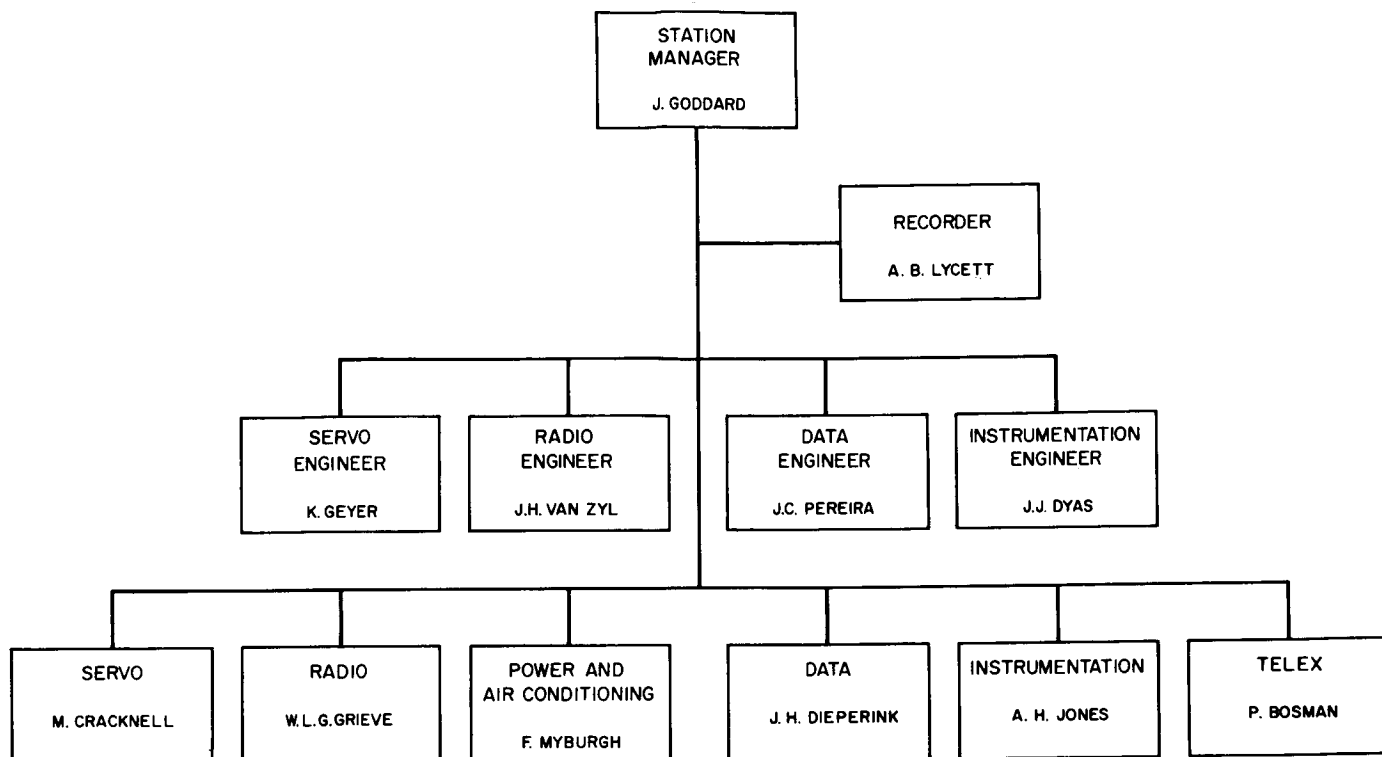 STATION
MANAGER
J. GODDARD
RECORDER
A. B. LYCETT
SERVO
ENGINEER
K. GEYER
RADIO
ENGINEER
J.H. VAN ZYL
DATA
ENGINEER
J.C. PEREIRA
INSTRUMENTATION
ENGINEER
J.J. DYAS
SERVO
M. CRACKNELL
RADIO
W.L.G.GRIEVE
POWER AND
AIR CONDITIONING
F. MYBURGH
DATA
J. H. DIEPERINK
INSTRUMENTATION
A. H. JONES
TELEX
P. BOSMAN